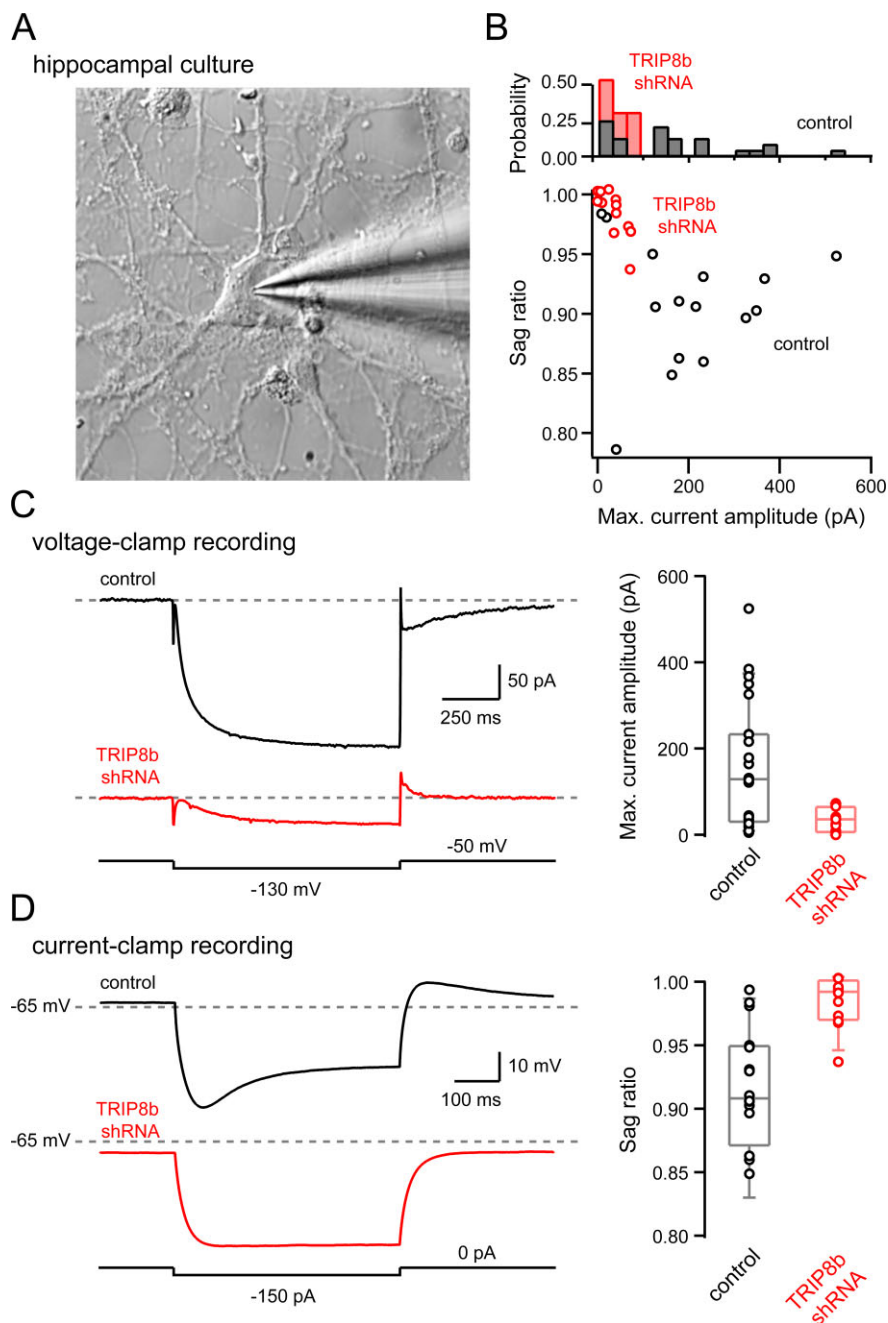 A
hippocampal culture
B
TRIP8b
shRNA
control
Probability
0.50
0.25
0.00
Sag ratio
1.00
0.95
0.90
0.85
0.80
TRIP8b
shRNA
control
0
200
400
600
Max. current amplitude (pA)
C
voltage-clamp recording
control
50 pA
250 ms
TRIP8b
shRNA
-50 mV
-130 mV
Max. current amplitude (pA)
600
400
200
0
control
TRIP8b
shRNA
D
current-clamp recording
control
-65 mV
10 mV
100 ms
TRIP8b
shRNA
-65 mV
0 pA
-150 pA
Sag ratio
1.00
0.95
0.90
0.85
0.80
control
TRIP8b
shRNA